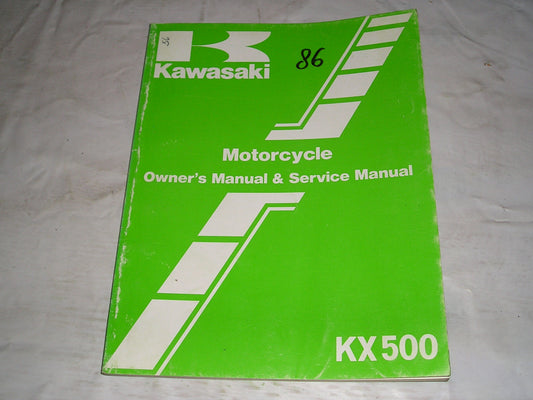 K
Kawasaki
86
Motorcycle
Owner's Manual & Service Manual
KX500